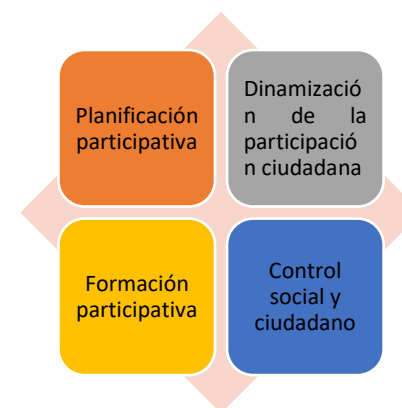 Planificación
participativa
Dinamizació
n de la
participació
n ciudadana
Formación
participativa
Control
social y
ciudadano